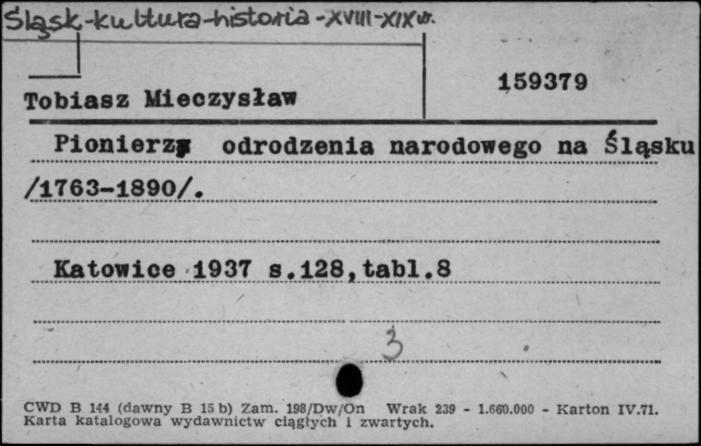 Śląsk-kultura-historia-XVIII-XIXw.
159379
Tobiasz Mieczysław
Pionierzy odrodzenia narodowego na Śląsku
/1763-1890/.
Katowice 1937 s.128,tabl.8
3
CWD B 144 (dawny B 15 b) Zam. 198/Dw/On Wrak 239 - 1.660.000 - Karton IV.71.
Karta katalogowa wydawnictw ciągłych i zwartych.